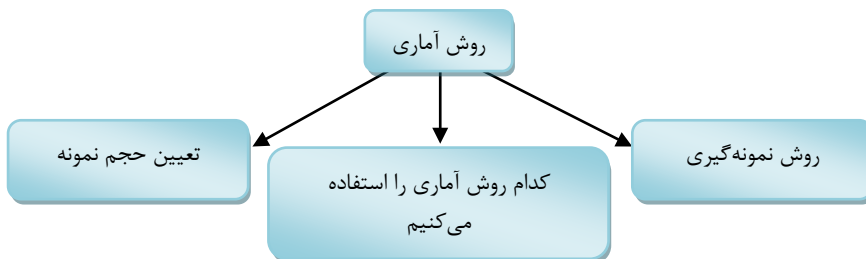 روش آماری
روش نمونه‌گیری
کدام روش آماری را استفاده
می‌کنیم
تعیین حجم نمونه